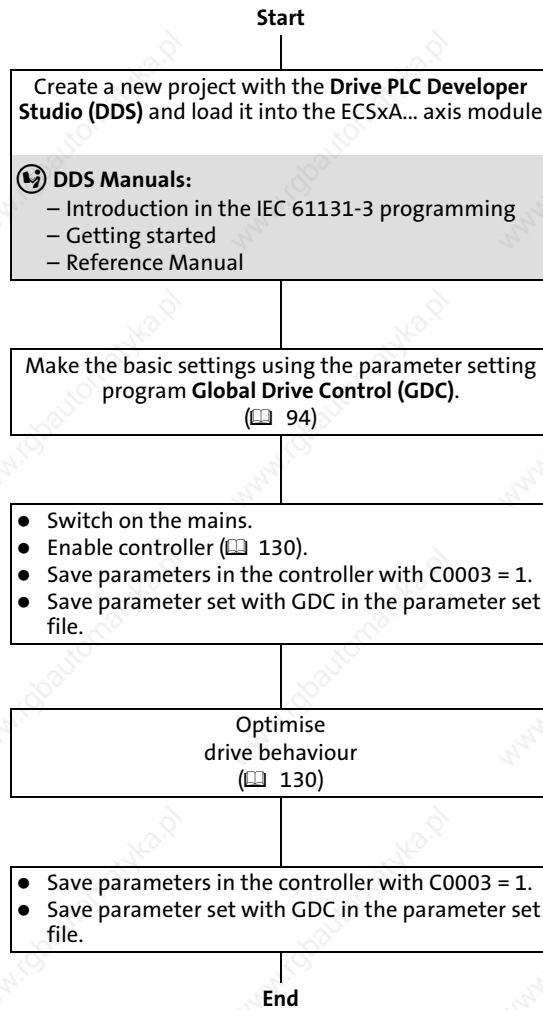 Start
Create a new project with the Drive PLC Developer
Studio (DDS) and load it into the ECSxA... axis module
DDS Manuals:
– Introduction in the IEC 61131-3 programming
– Getting started
– Reference Manual
Make the basic settings using the parameter setting
program Global Drive Control (GDC).
(🕮 94)
● Switch on the mains.
● Enable controller (🕮 130).
● Save parameters in the controller with C0003 = 1.
● Save parameter set with GDC in the parameter set
file.
Optimise
drive behaviour
(🕮 130)
● Save parameters in the controller with C0003 = 1.
● Save parameter set with GDC in the parameter set
file.
End
www.rgbautomatyka.pl